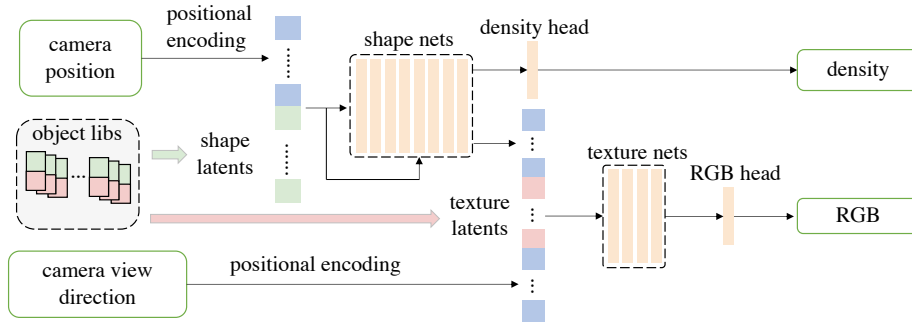 camera
position
positional
encoding
shape nets
density head
density
object libs
shape
latents
texture nets
RGB head
texture
latents
RGB
camera view
direction
positional encoding